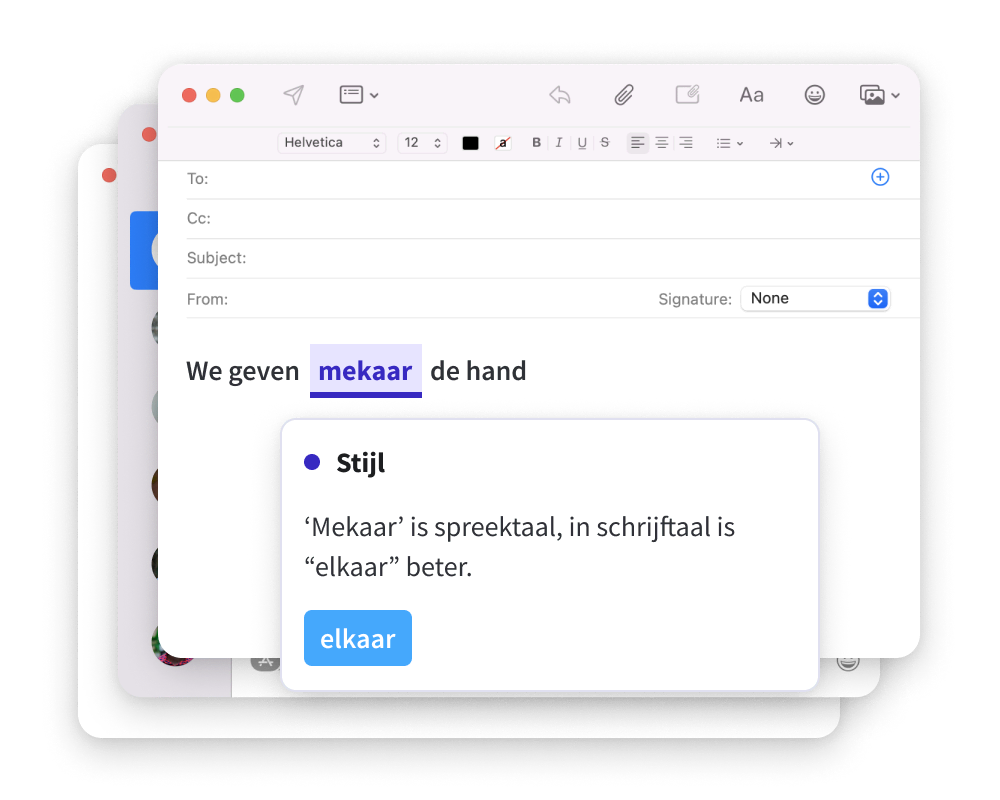 Aa
Helvetica 12 a B I U S
To:
Cc:
Subject:
From: Signature: None
We geven mekaar de hand
Stijl
‘Mekaar’ is spreektaal, in schrijftaal is
“elkaar” beter.
elkaar